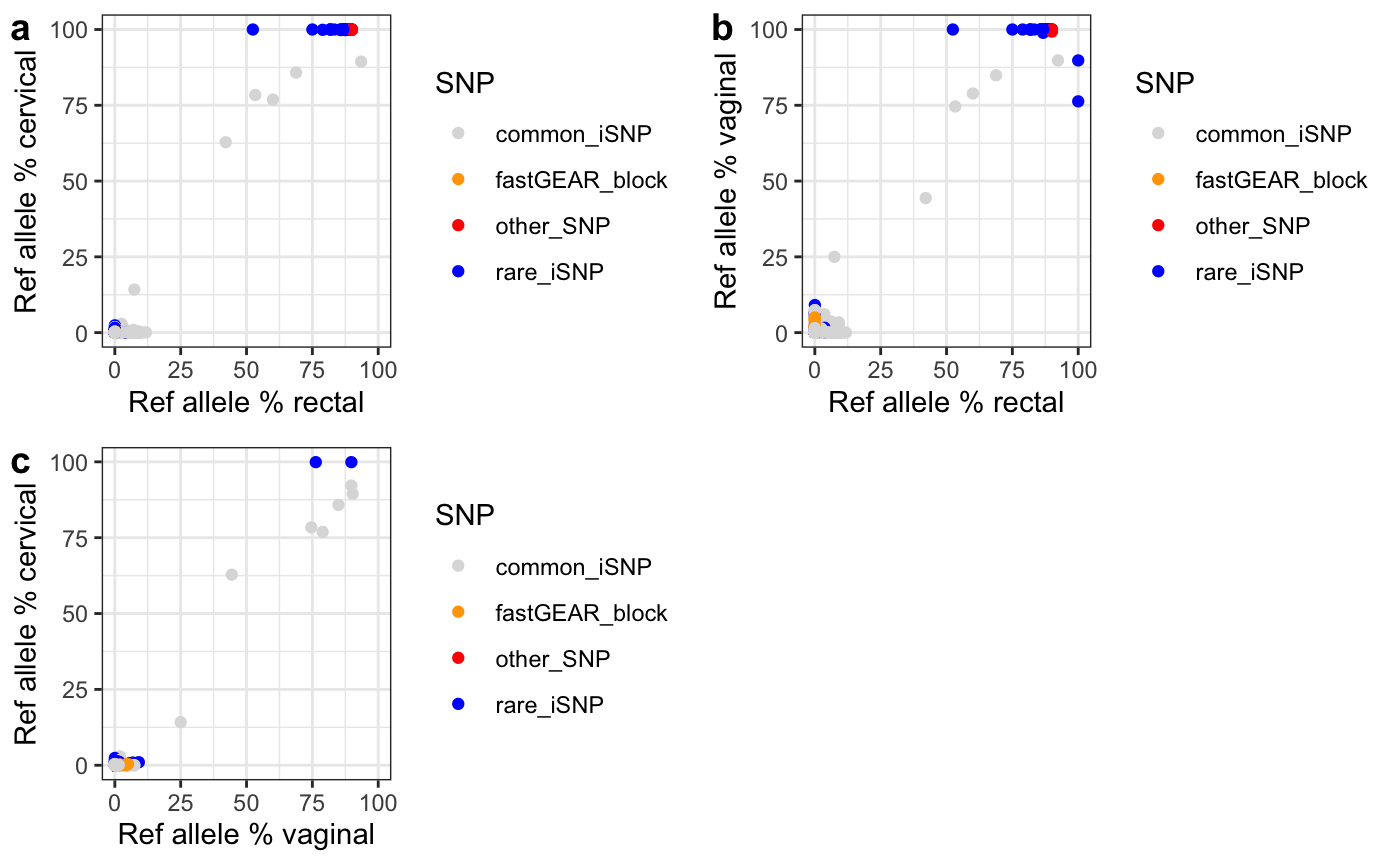 a
Ref allele % cervical
100
75
50
25
0
0 25 50 75 100
Ref allele % rectal
SNP
common_iSNP
fastGEAR_block
other_SNP
rare_iSNP
b
Ref allele % vaginal
100
75
50
25
0
0 25 50 75 100
Ref allele % rectal
SNP
common_iSNP
fastGEAR_block
other_SNP
rare_iSNP
c
Ref allele % cervical
100
75
50
25
0
0 25 50 75 100
Ref allele % vaginal
SNP
common_iSNP
fastGEAR_block
other_SNP
rare_iSNP